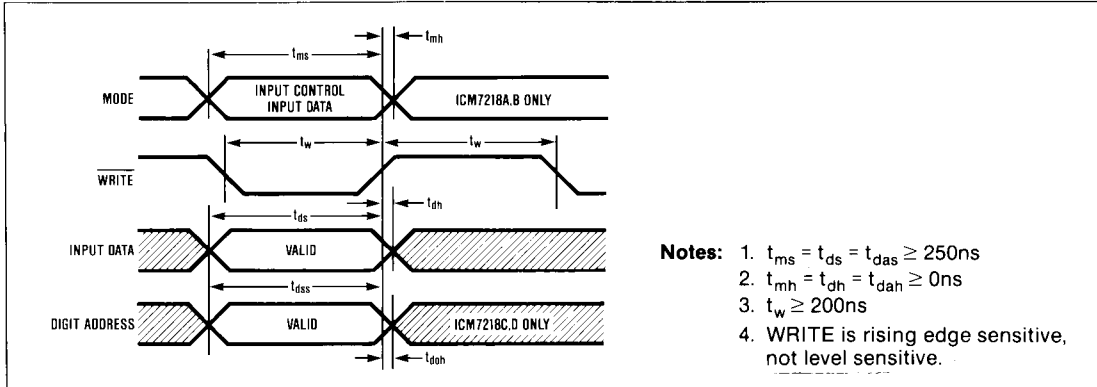 tmh
tms
MODE
INPUT CONTROL
INPUT DATA
ICM7218A,B ONLY
tw
tw
WRITE
tdh
tds
INPUT DATA
VALID
tdss
DIGIT ADDRESS
VALID
ICM7218C,D ONLY
tdah
Notes: 1. tms = tds = tdas ≥ 250ns
2. tmh = tdh = tdah ≥ 0ns
3. tw ≥ 200ns
4. WRITE is rising edge sensitive,
not level sensitive.